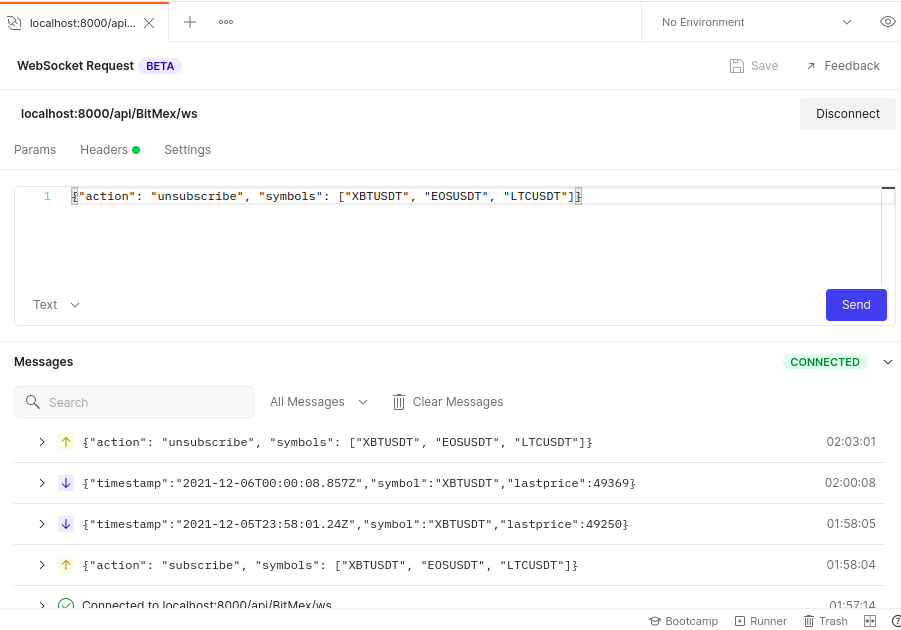 localhost:8000/api...
No Environment
WebSocket Request BETA
Save
Feedback
localhost:8000/api/BitMex/ws
Disconnect
Params Headers Settings
1 {"action": "unsubscribe", "symbols": ["XBTUSDT", "EOSUSDT", "LTCUSDT"]}
Text
Send
Messages
CONNECTED
Search
All Messages
Clear Messages
{"action": "unsubscribe", "symbols": ["XBTUSDT", "EOSUSDT", "LTCUSDT"]} 02:03:01
{"timestamp":"2021-12-06T00:00:08.857Z","symbol":"XBTUSDT","lastprice":49369} 02:00:08
{"timestamp":"2021-12-05T23:58:01.24Z","symbol":"XBTUSDT","lastprice":49250} 01:58:05
{"action": "subscribe", "symbols": ["XBTUSDT", "EOSUSDT", "LTCUSDT"]} 01:58:04
Connected to localhost:8000/api/BitMex/ws 01:57:14
Bootcamp Runner Trash